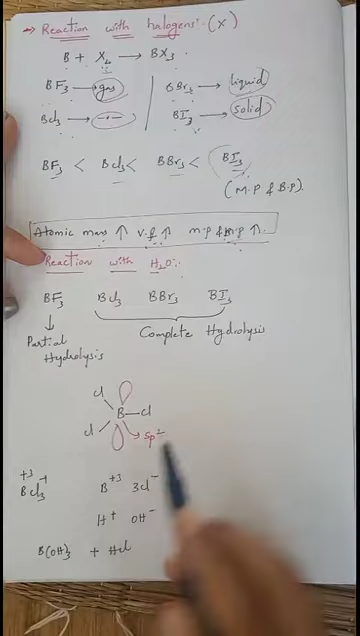 → Reaction with halogens (X)
B + X2 → BX3
BF3 → gas
BCl3 →
BBr3 → liquid
BI3 → solid
BF3 < BCl3 < BBr3 < BI3
(M.P & B.P)
Atomic mass ↑ V.f ↑ m.p & b.p ↑.
Reaction with H2O:
BF3 BCl3 BBr3 BI3
↓
Partial Hydrolysis
Complete Hydrolysis
Cl
B—Cl
Cl
→ sp2
+3 -1
BCl3
B+3 3Cl-
H+ OH-
B(OH)3 + HCl